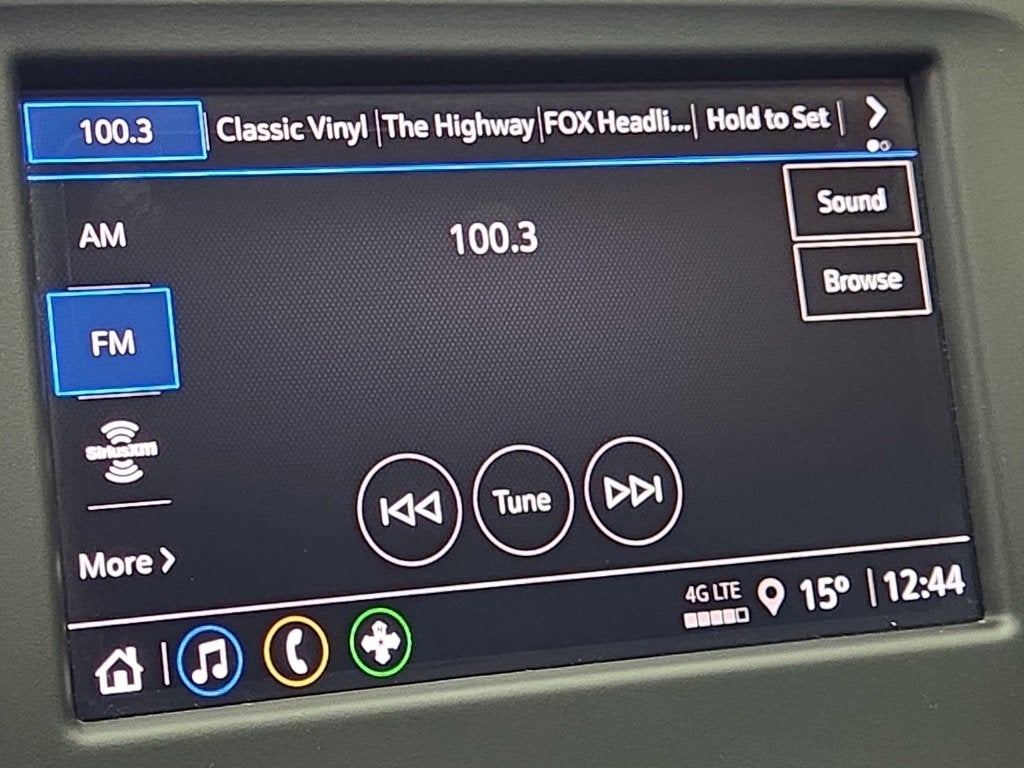 100.3 Classic Vinyl The Highway FOX Headli... Hold to Set
Sound
AM
100.3
Browse
FM
SiriusXM
Tune
More
4G LTE 15° 12:44